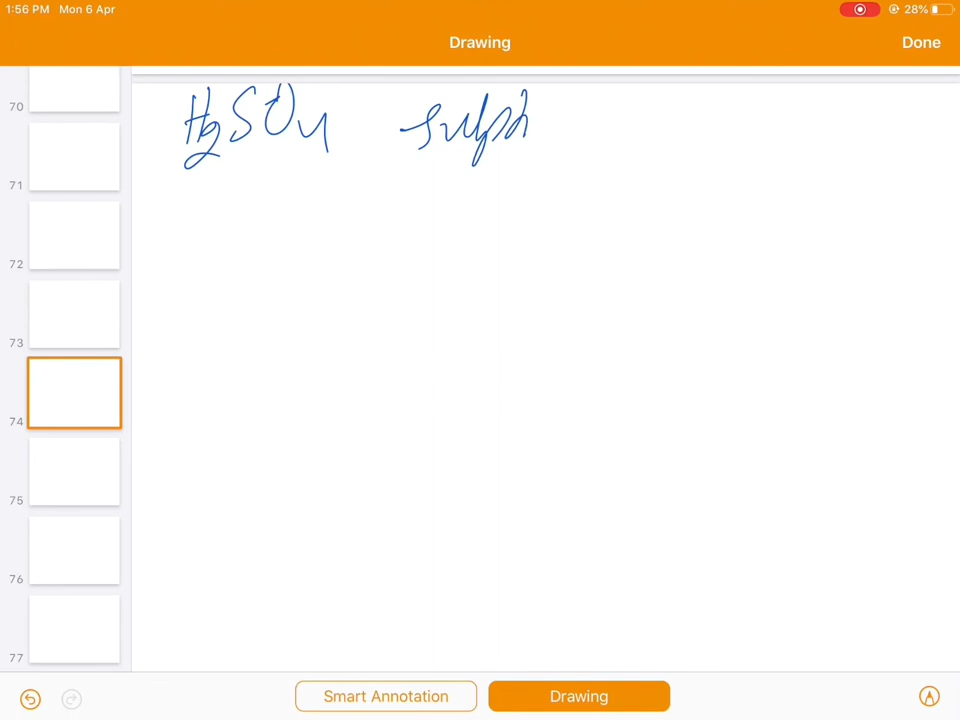 1:56 PM Mon 6 Apr 28%
Drawing
Done
70
H2SO4 sulph
71
72
73
74
75
76
77
Smart Annotation
Drawing